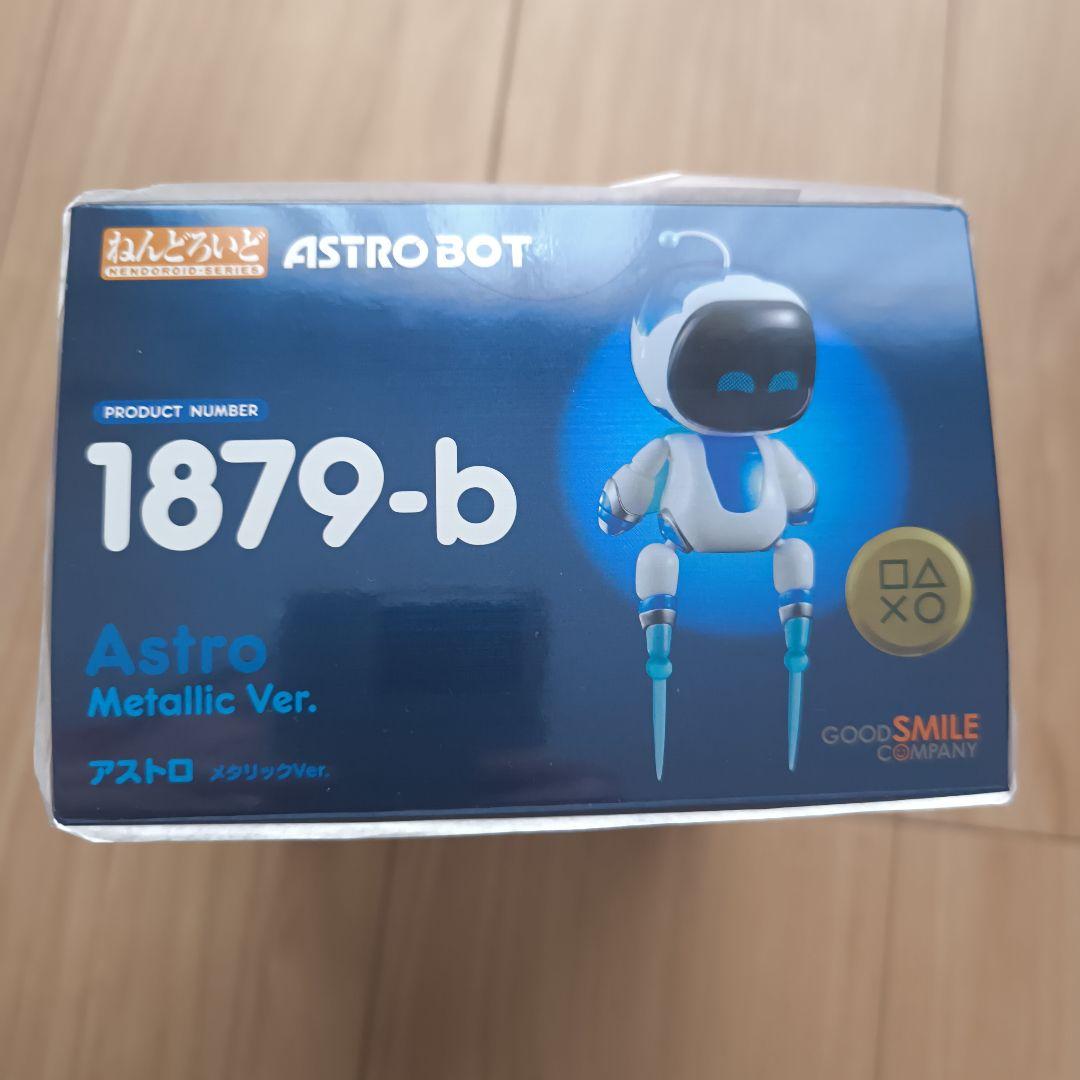 ねんどろいど
NENDOROID-SERIES
ASTRO BOT
PRODUCT NUMBER
1879-b
Astro
Metallic Ver.
アストロ メタリックVer.
GOOD SMILE
COMPANY